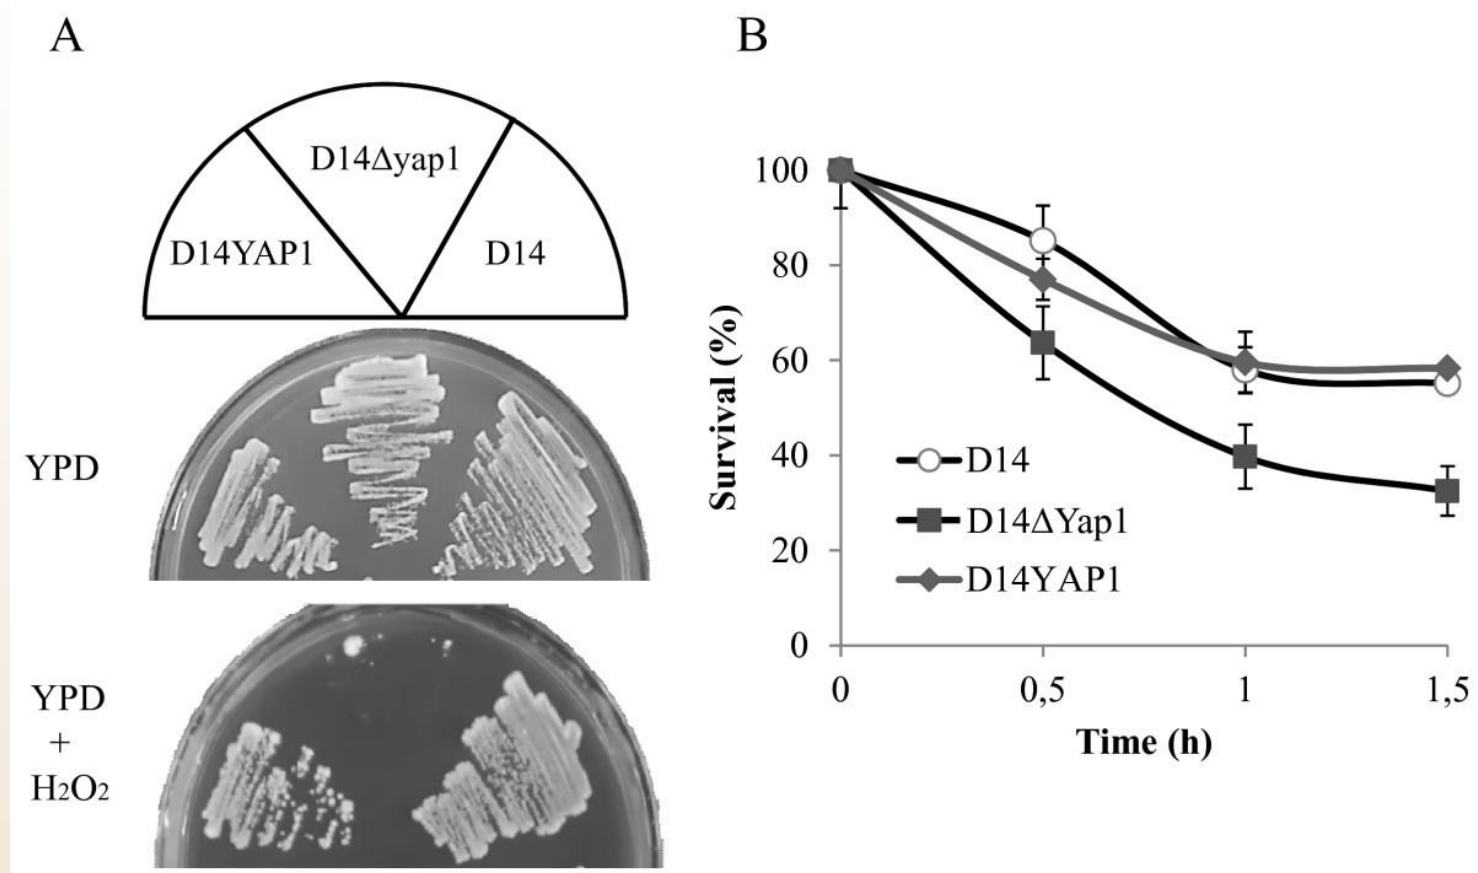 A
D14Δyap1
D14YAP1
D14
YPD
YPD
+
H2O2
B
Survival (%)
100
80
60
40
20
0
D14
D14ΔYap1
D14YAP1
0
0,5
1
1,5
Time (h)